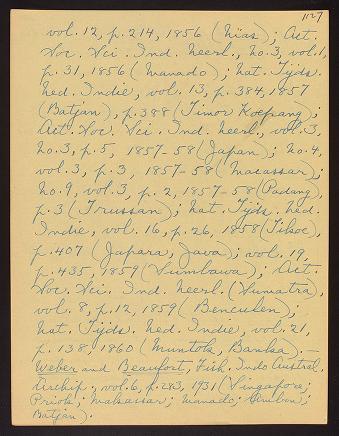 1127
vol. 12, p. 214, 1856 (Nias); Act.
Soc. Sci. Ind. Neerl., no. 3, vol. 1,
p. 31, 1856 (Manado); Nat. Tijds.
Ned. Indie, vol. 13, p. 384, 1857
(Batjan), p. 388 (Timor Koepang);
Act. Soc. Sci. Ind. Neerl., vol. 3,
no. 3, p. 5, 1857-58 (Japan); no. 4,
vol. 3, p. 3, 1857-58 (Macassar);
no. 9, vol. 3, p. 2, 1857-58 (Padang),
p. 3 (Trussan); Nat. Tijds. Ned.
Indie, vol. 16, p. 26, 1858 (Tilsoe),
p. 407 (Japara, Java); vol. 19,
p. 435, 1859 (Sumbawa); Act.
Soc. Sci. Ind. Neerl. (Sumatra),
vol. 8, p. 12, 1859 (Benculen);
Nat. Tijds. Ned. Indie, vol. 21,
p. 138, 1860 (Muntok, Banka). —
Weber and Beaufort, Fish. Indo Austral.
Archip., vol. 6, p. 283, 1931 (Singapore;
Priok; Makassar; Manado; Ambon;
Batjan).